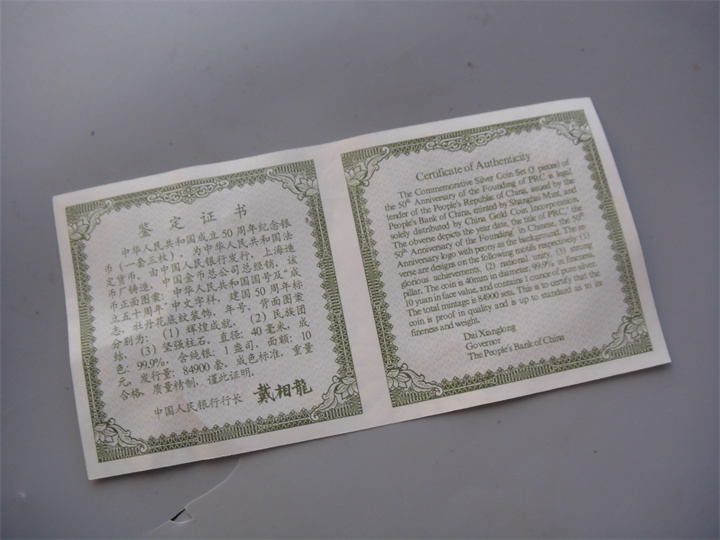 鉴定证书
中华人民共和国成立50周年纪念银
币(一套三枚),为中华人民共和国法
定货币,由中国人民银行发行,上海造
币厂铸造,中国金币总公司总经销,该
币正面图案:中华人民共和国国号及"成
立五十周年"中文字样,建国50周年标
志,牡丹花底纹装饰,年号,背面图案
分别为:(1)辉煌成就,(2)民族团
结,(3)坚强柱石,直径:40毫米,成
色:99.9%,含纯银:1盎司,面额:10
元,发行量:84900套,成色标准,重量
合格,质量精制,谨此证明。
中国人民银行行长 戴相龍
Certificate of Authenticity
The Commemorative Silver Coin Set (3 pieces) of
the 50th Anniversary of the Founding of PRC is legal
tender of the People's Republic of China, issued by the
People's Bank of China, minted by Shanghai Mint, and
solely distributed by China Gold Coin Incorporation.
The obverse depicts the year date, the title of PRC," the
50th Anniversary of the Founding" in Chinese, the 50th
Anniversary logo with peony as the background. The re-
verse are designs on the following metifs respectively: (1)
glorious achievements, (2) national unity, (3) strong
pillar. The coin is 40mm in diameter, 99.9% in fineness,
10 yuan in face value, and contains 1 ounce of pure silver.
The total mintage is 84900 sets. This is to certify that the
coin is proof in quality and is up to standard as to its
fineness and weight.
Dai Xianglong
Governor
The People's Bank of China